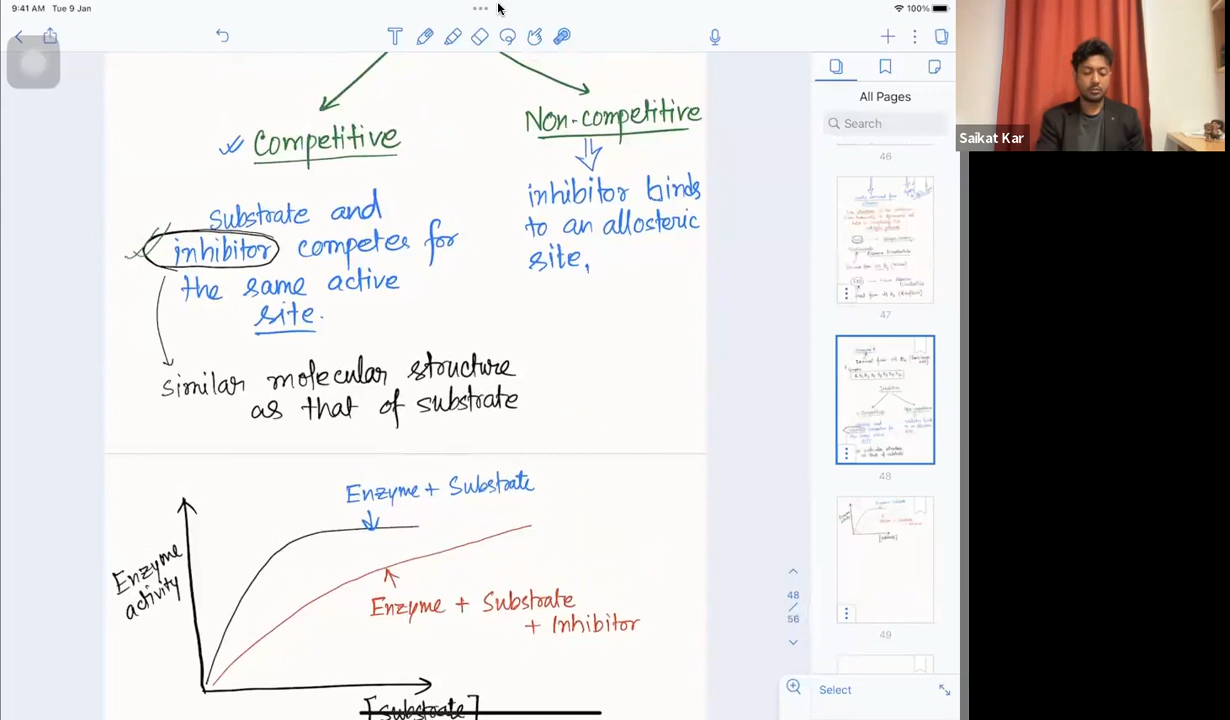 9:41 AM Tue 9 Jan
100%
Competitive
Non-competitive
substrate and
inhibitor competes for
the same active
site.
inhibitor binds
to an allosteric
site,
similar molecular structure
as that of substrate
Enzyme + Substrate
Enzyme
activity
Enzyme + Substrate
+ Inhibitor
[substrate]
All Pages
Search
46
47
48
49
48
/
56
Select
Saikat Kar